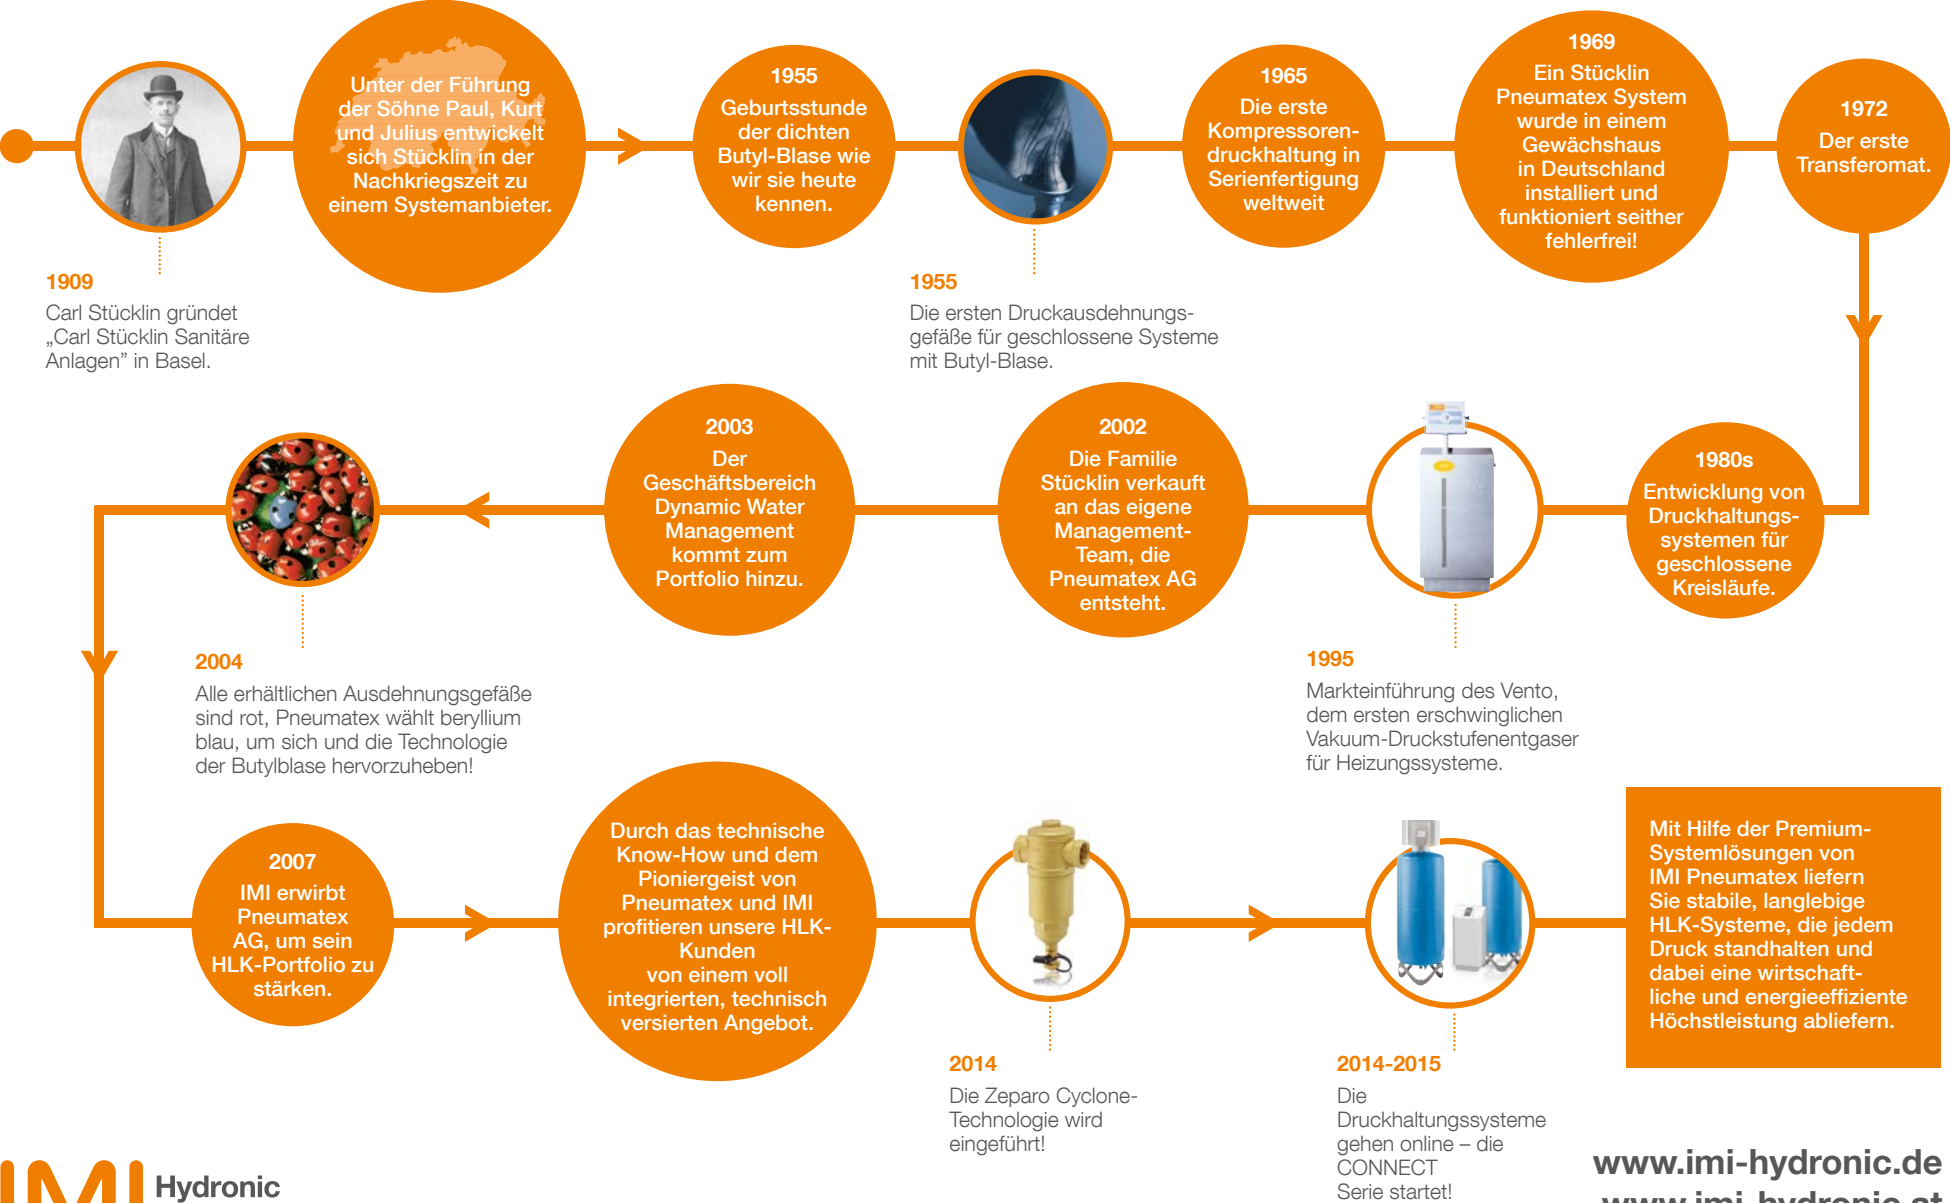 1909
Carl Stücklin gründet
„Carl Stücklin Sanitäre
Anlagen” in Basel.
Unter der Führung
der Söhne Paul, Kurt
und Julius entwickelt
sich Stücklin in der
Nachkriegszeit zu
einem Systemanbieter.
1955
Geburtsstunde
der dichten
Butyl-Blase wie
wir sie heute
kennen.
1955
Die ersten Druckausdehnungs-
gefäße für geschlossene Systeme
mit Butyl-Blase.
1965
Die erste
Kompressoren-
druckhaltung in
Serienfertigung
weltweit
1969
Ein Stücklin
Pneumatex System
wurde in einem
Gewächshaus
in Deutschland
installiert und
funktioniert seither
fehlerfrei!
1972
Der erste
Transferomat.
1980s
Entwicklung von
Druckhaltungs-
systemen für
geschlossene
Kreisläufe.
1995
Markteinführung des Vento,
dem ersten erschwinglichen
Vakuum-Druckstufenentgaser
für Heizungssysteme.
2002
Die Familie
Stücklin verkauft
an das eigene
Management-
Team, die
Pneumatex AG
entsteht.
2003
Der
Geschäftsbereich
Dynamic Water
Management
kommt zum
Portfolio hinzu.
2004
Alle erhältlichen Ausdehnungsgefäße
sind rot, Pneumatex wählt beryllium
blau, um sich und die Technologie
der Butylblase hervorzuheben!
2007
IMI erwirbt
Pneumatex
AG, um sein
HLK-Portfolio zu
stärken.
Durch das technische
Know-How und dem
Pioniergeist von
Pneumatex und IMI
profitieren unsere HLK-
Kunden
von einem voll
integrierten, technisch
versierten Angebot.
2014
Die Zeparo Cyclone-
Technologie wird
eingeführt!
2014-2015
Die
Druckhaltungssysteme
gehen online – die
CONNECT
Serie startet!
Mit Hilfe der Premium-
Systemlösungen von
IMI Pneumatex liefern
Sie stabile, langlebige
HLK-Systeme, die jedem
Druck standhalten und
dabei eine wirtschaft-
liche und energieeffiziente
Höchstleistung abliefern.
IMI Hydronic
www.imi-hydronic.de
www.imi-hydronic.at